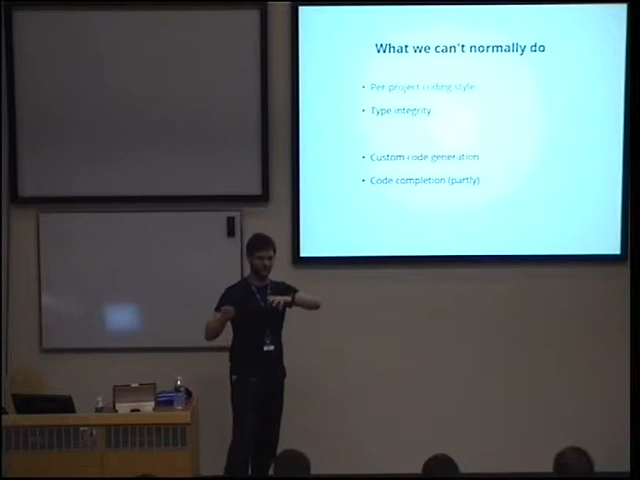 What we can't normally do
• Per project coding style
• Type integrity
• Custom code generation
• Code completion (partly)